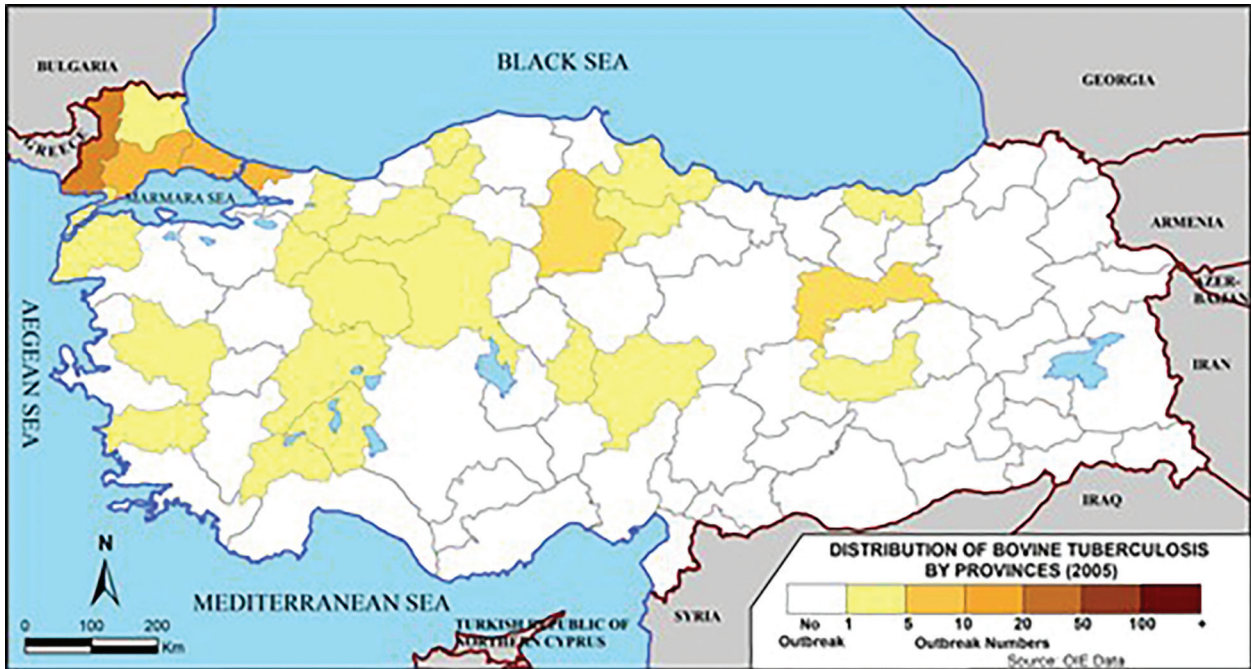 BULGARIA
BLACK SEA
GEORGIA
GREECE
MARMARA SEA
ARMENIA
AZER-
BAIJAN
AEGEAN SEA
IRAN
IRAQ
N
MEDITERRANEAN SEA
SYRIA
TURKISH REPUBLIC OF
NORTHERN CYPRUS
0 100 200
Km
DISTRIBUTION OF BOVINE TUBERCULOSIS
BY PROVINCES (2005)
No 1 5 10 20 50 100 +
Outbreak Outbreak Numbers
Source: OIE Data